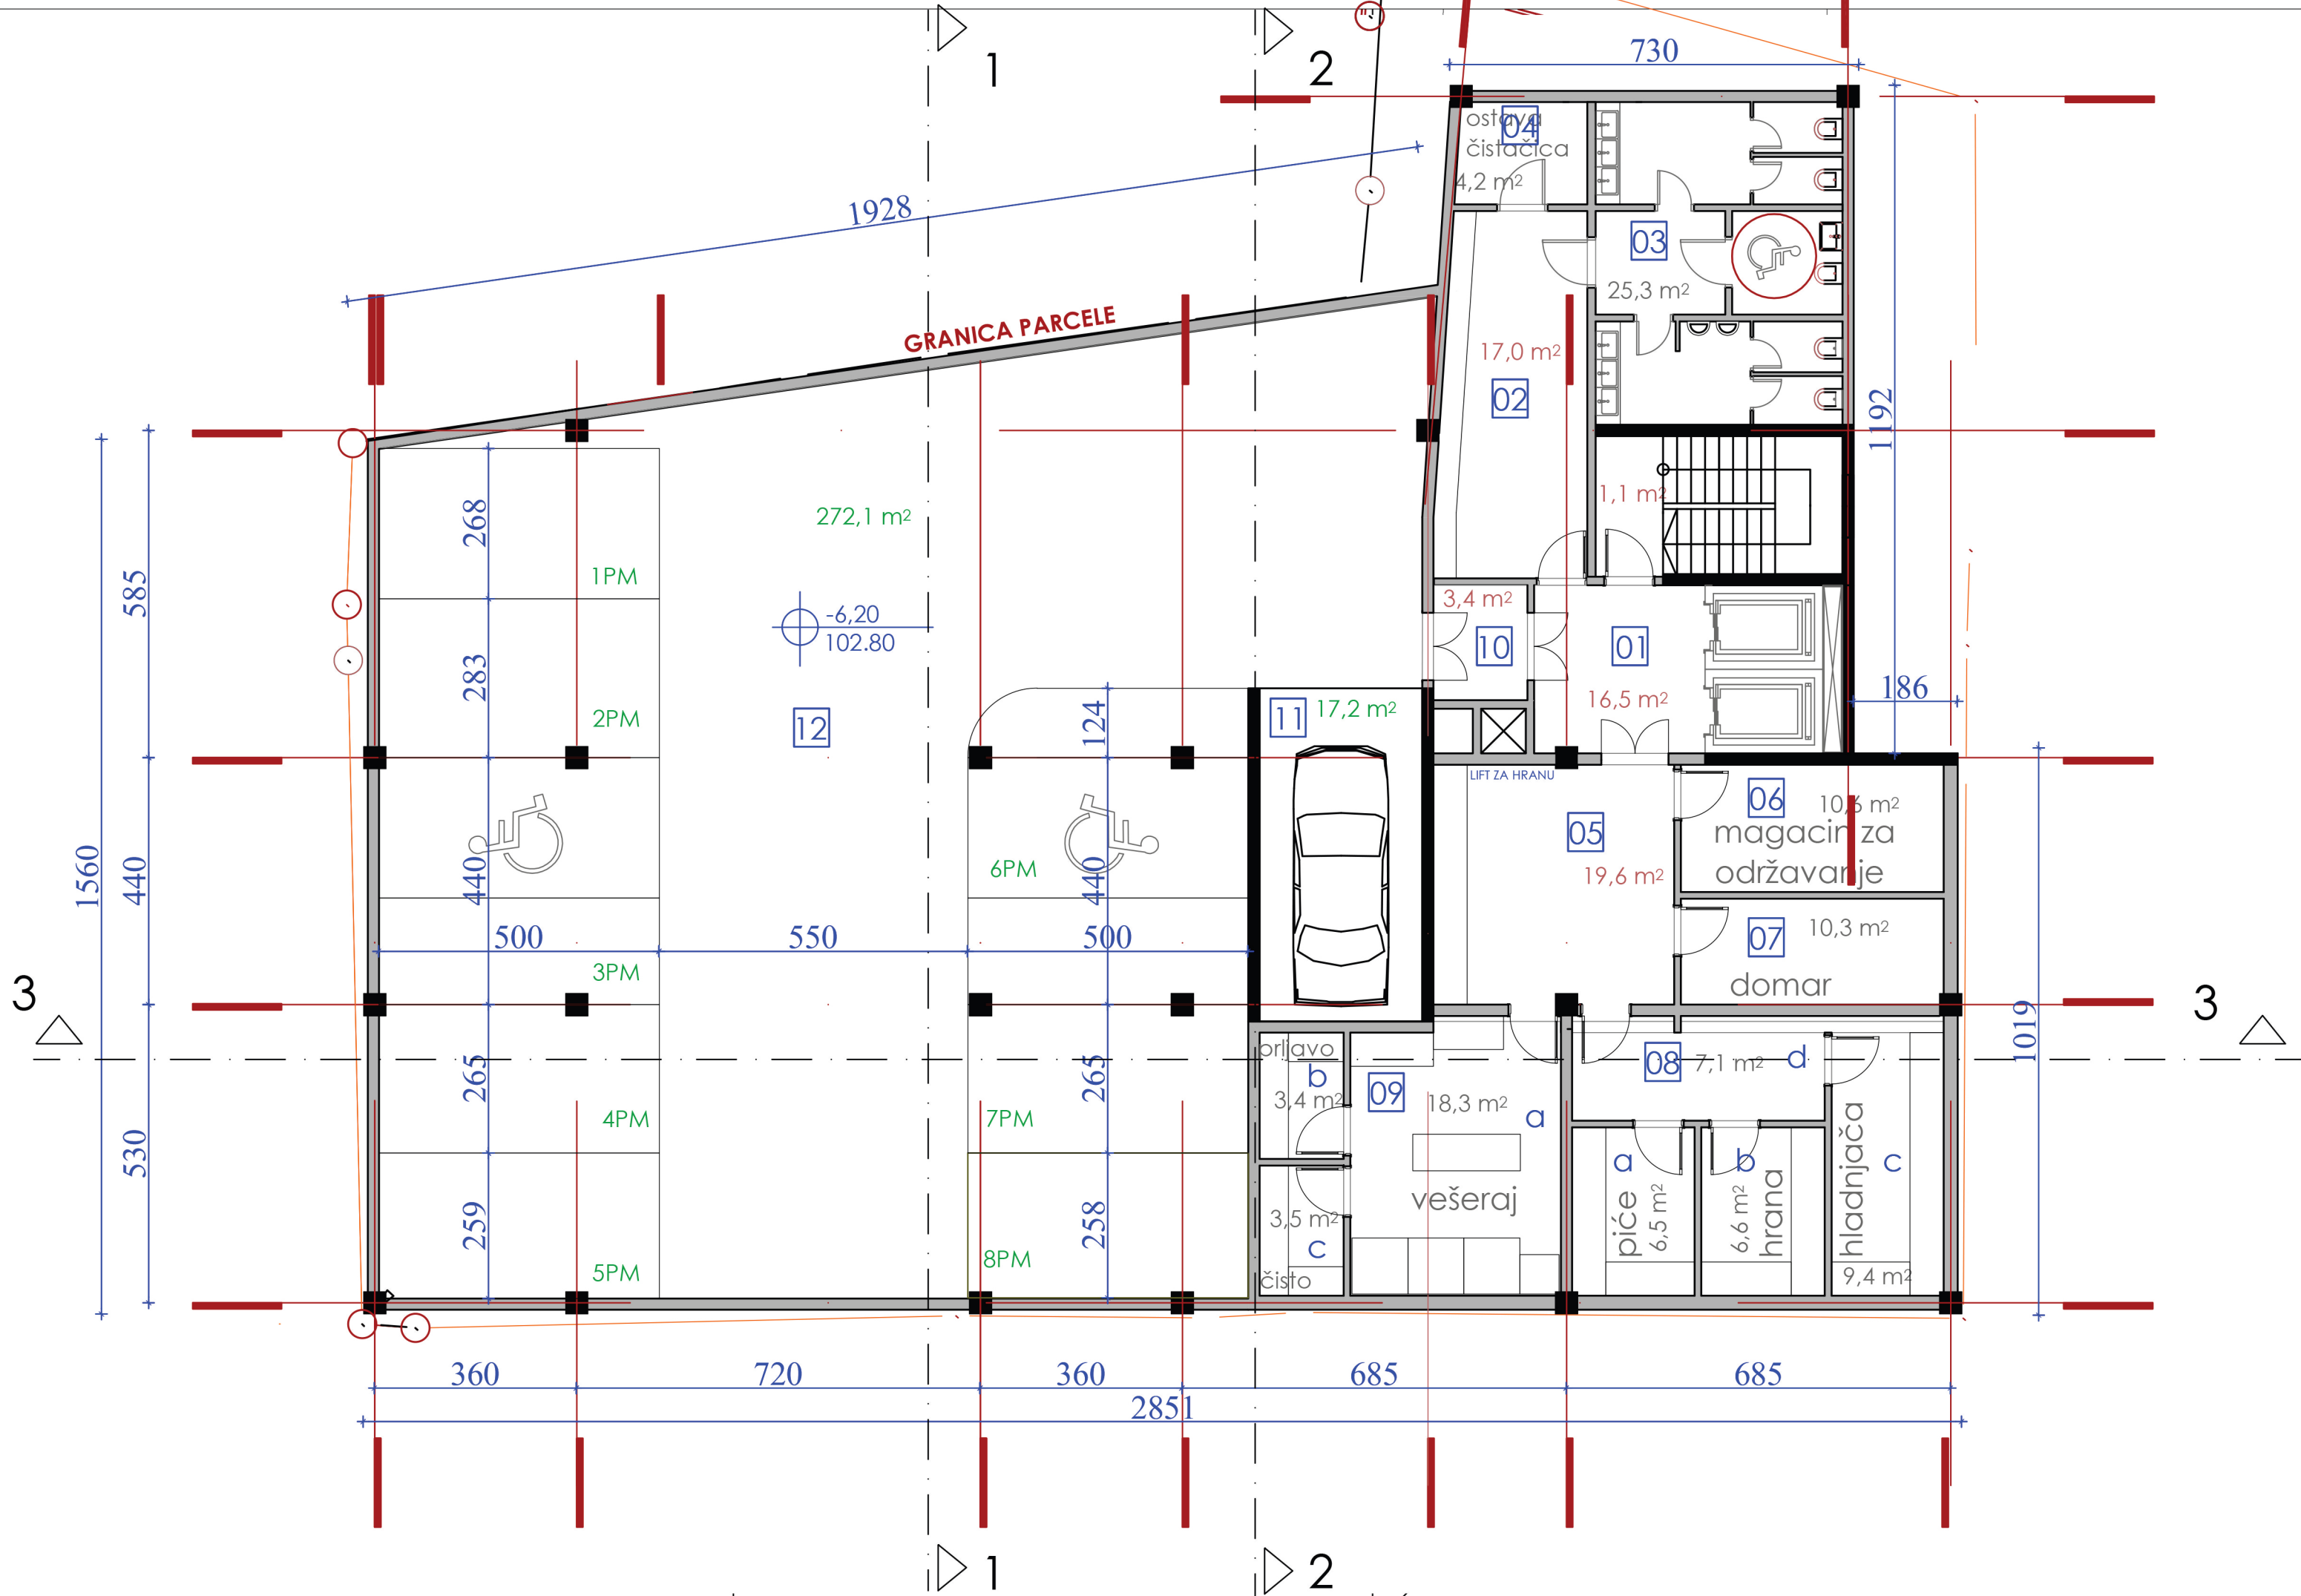 1
2
730
ostava
04
čistačica
4,2 m²
1928
03
25,3 m²
GRANICA PARCELE
17,0 m²
02
1192
1,1 m²
268
272,1 m²
1PM
585
3,4 m²
-6,20
102.80
10
01
283
16,5 m²
186
2PM
12
124
11
17,2 m²
LIFT ZA HRANU
06
10,6 m²
05
magacin za
održavanje
19,6 m²
1560
440
440
6PM
440
500
550
500
07
10,3 m²
domar
3PM
3
3
1019
prljavo
b
3,4 m²
09
18,3 m²
a
08
7,1 m²
d
265
265
4PM
7PM
530
a
b
c
piće
6,5 m²
6,6 m²
hrana
hladnjača
9,4 m²
vešeraj
3,5 m²
c
čisto
259
258
5PM
8PM
360
720
360
685
685
2851
1
2